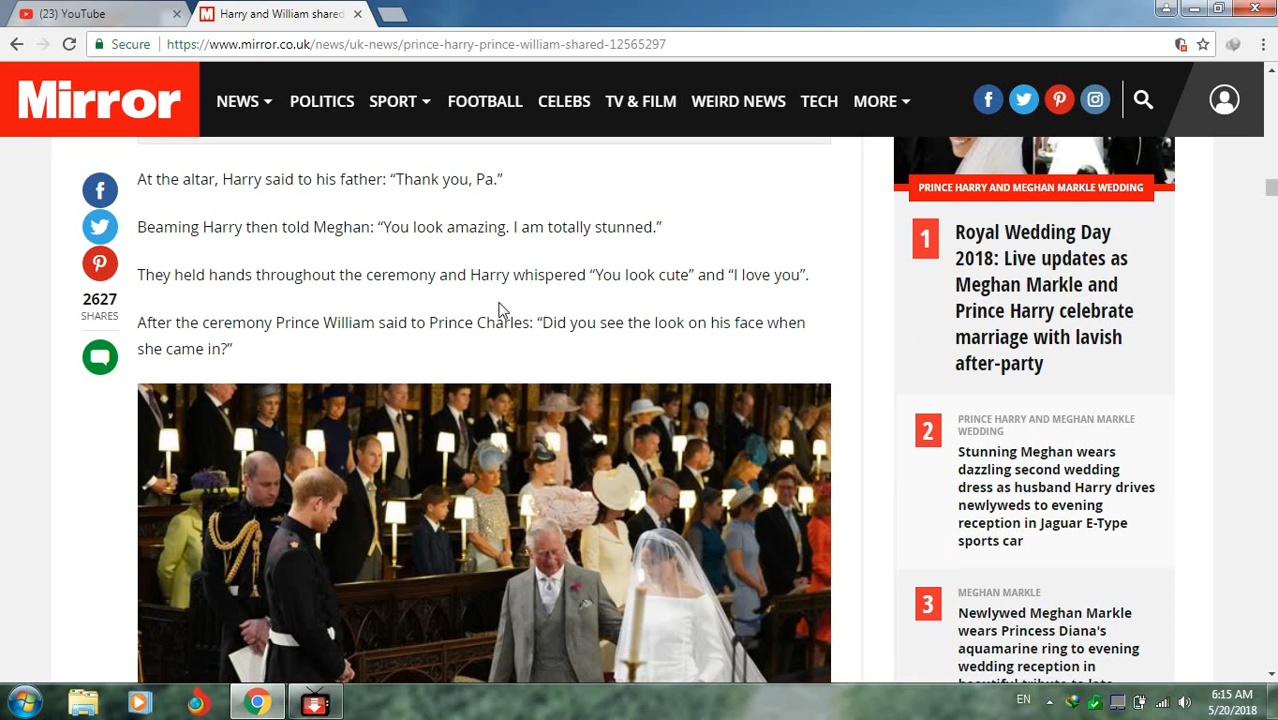 (23) YouTube
Harry and William shared
Secure
https://www.mirror.co.uk/news/uk-news/prince-harry-prince-william-shared-12565297
Mirror
NEWS
POLITICS
SPORT
FOOTBALL
CELEBS
TV & FILM
WEIRD NEWS
TECH
MORE
At the altar, Harry said to his father: “Thank you, Pa.”
Beaming Harry then told Meghan: “You look amazing. I am totally stunned.”
They held hands throughout the ceremony and Harry whispered “You look cute” and “I love you”.
After the ceremony Prince William said to Prince Charles: “Did you see the look on his face when
she came in?”
2627
SHARES
PRINCE HARRY AND MEGHAN MARKLE WEDDING
1
Royal Wedding Day
2018: Live updates as
Meghan Markle and
Prince Harry celebrate
marriage with lavish
after-party
2
PRINCE HARRY AND MEGHAN MARKLE
WEDDING
Stunning Meghan wears
dazzling second wedding
dress as husband Harry drives
newlyweds to evening
reception in Jaguar E-Type
sports car
3
MEGHAN MARKLE
Newlywed Meghan Markle
wears Princess Diana's
aquamarine ring to evening
wedding reception in
EN
6:15 AM
5/20/2018